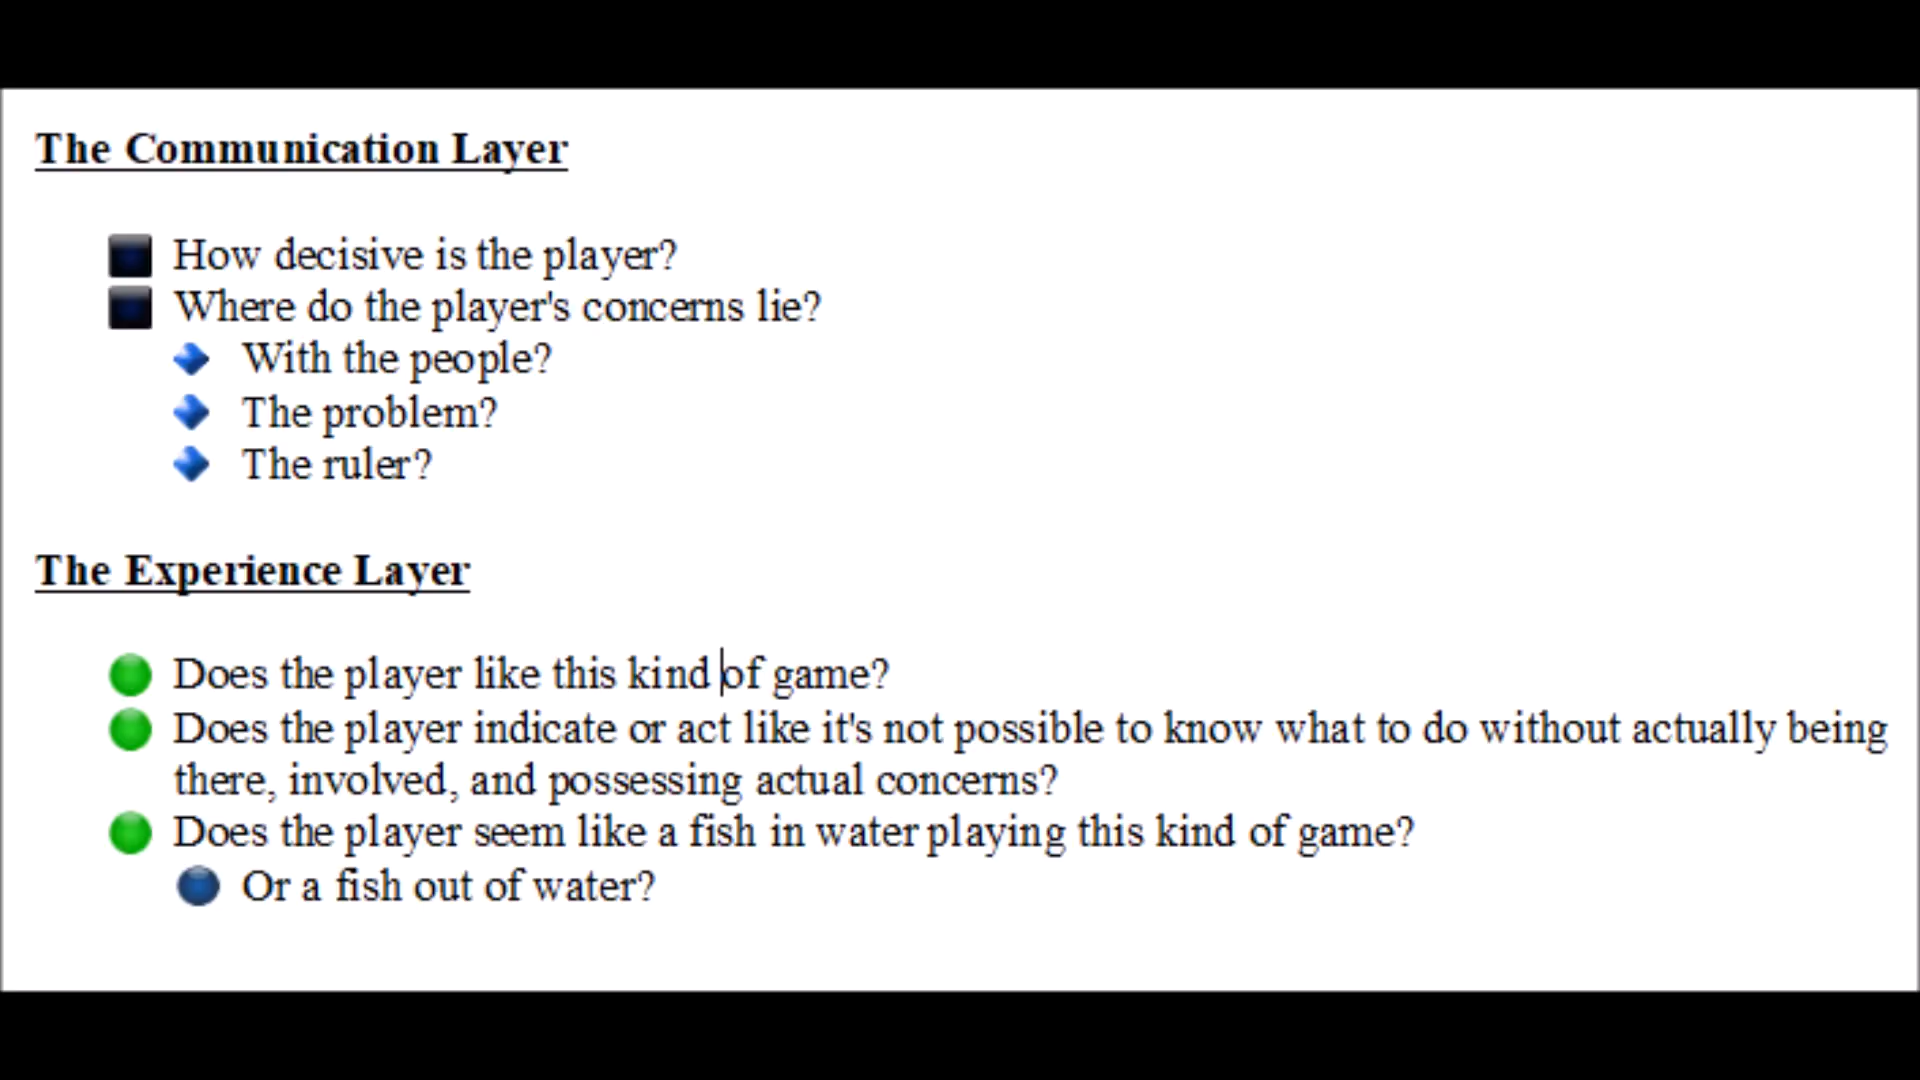 The Communication Layer
How decisive is the player?
Where do the player's concerns lie?
With the people?
The problem?
The ruler?
The Experience Layer
Does the player like this kind of game?
Does the player indicate or act like it's not possible to know what to do without actually being
there, involved, and possessing actual concerns?
Does the player seem like a fish in water playing this kind of game?
Or a fish out of water?